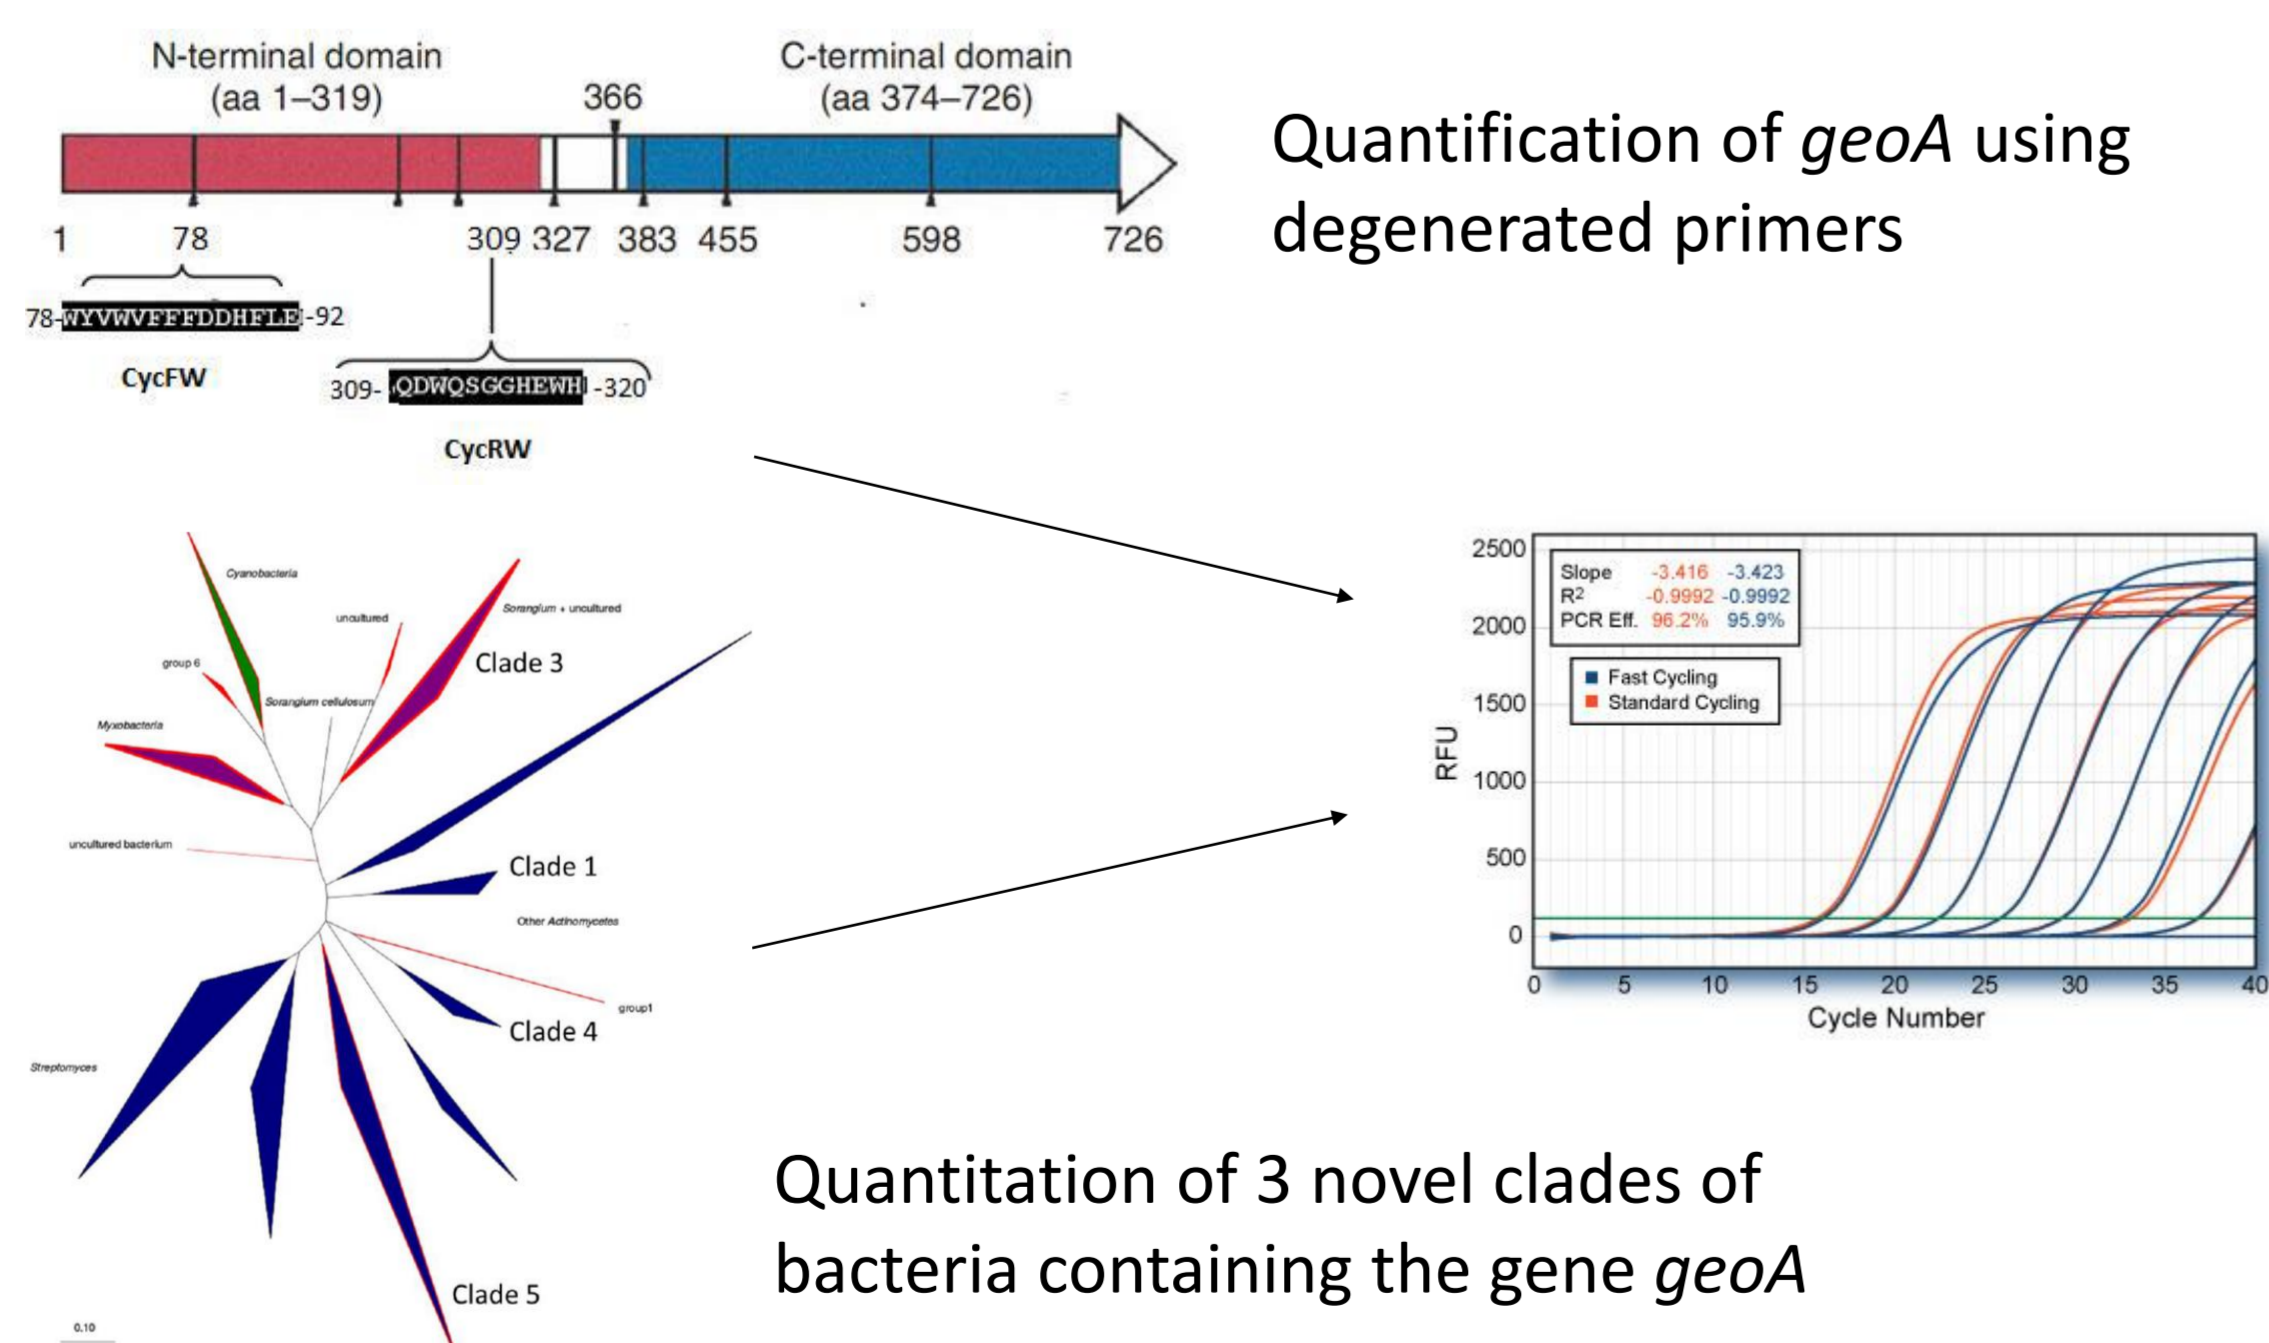 N-terminal domain
(aa 1–319)
366
C-terminal domain
(aa 374–726)
1 78 309 327 383 455 598 726
78-WYVWVFFFDDHFLE-92
CycFW
309- QDWQSGGHEWH -320
CycRW
Quantification of geoA using
degenerated primers
Cyanobacteria
uncultured
Sorangium + uncultured
Clade 3
group 6
Sorangium cellulosum
Myxobacteria
uncultured bacterium
Clade 1
Other Actinomycetes
group1
Clade 4
Streptomyces
Clade 5
0.10
2500
2000
1500
1000
500
0
RFU
Slope -3.416 -3.423
R2 -0.9992 -0.9992
PCR Eff. 96.2% 95.9%
Fast Cycling
Standard Cycling
0 5 10 15 20 25 30 35 40
Cycle Number
Quantitation of 3 novel clades of
bacteria containing the gene geoA